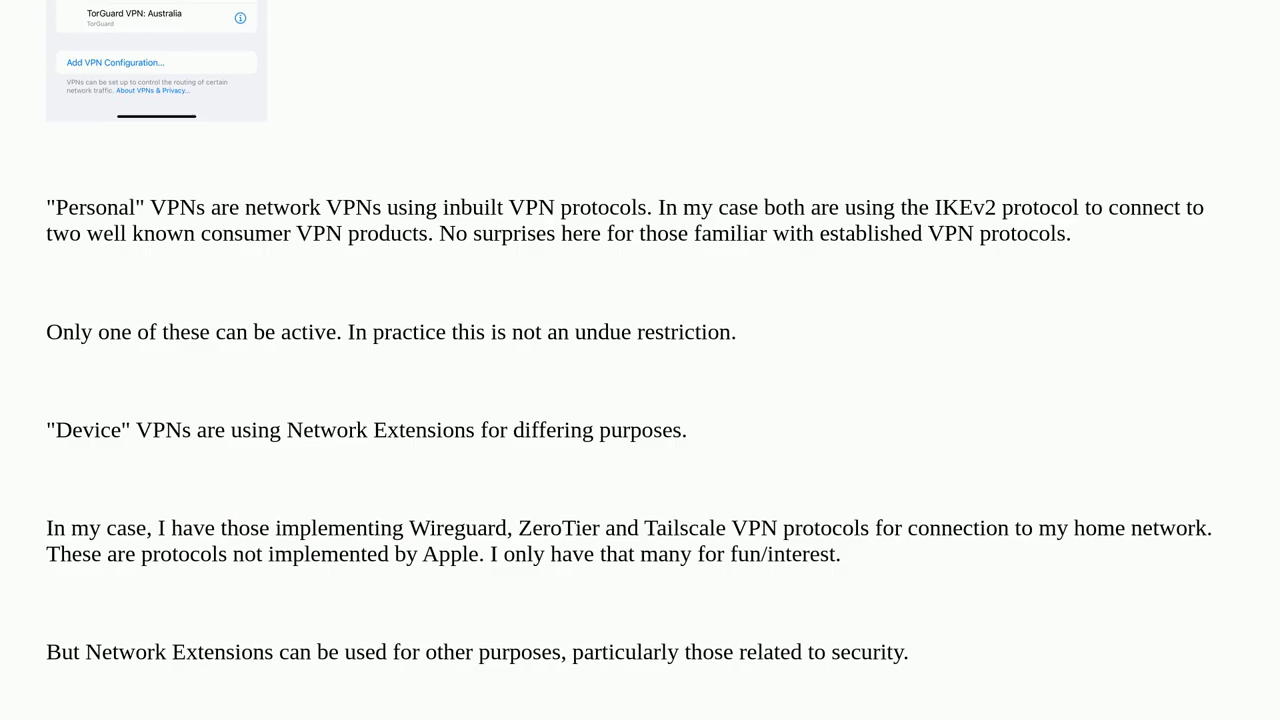 TorGuard VPN: Australia
TorGuard
Add VPN Configuration...
VPNs can be set up to control the routing of certain
network traffic. About VPNs & Privacy...
"Personal" VPNs are network VPNs using inbuilt VPN protocols. In my case both are using the IKEv2 protocol to connect to
two well known consumer VPN products. No surprises here for those familiar with established VPN protocols.
Only one of these can be active. In practice this is not an undue restriction.
"Device" VPNs are using Network Extensions for differing purposes.
In my case, I have those implementing Wireguard, ZeroTier and Tailscale VPN protocols for connection to my home network.
These are protocols not implemented by Apple. I only have that many for fun/interest.
But Network Extensions can be used for other purposes, particularly those related to security.